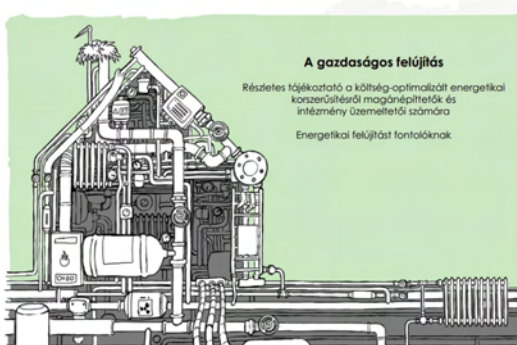 A gazdaságos felújítás
Részletes tájékoztató a költség-optimalizált energetikai
korszerűsítésről magánépíttetők és
intézmény üzemeltetői számára
Energetikai felújítást fontolóknak